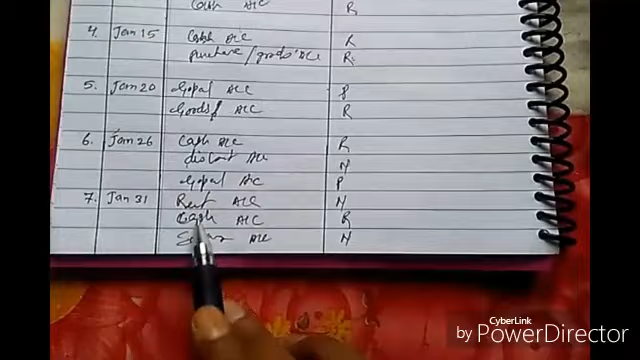 Cash A/C R
4. Jan 15 Cash A/C R
purchase/goods A/C R
5. Jan 20 Gopal A/C P
Goods A/C R
6. Jan 26 Cash A/C R
discount A/C N
Gopal A/C P
7. Jan 31 Rent A/C N
Cash A/C R
A/C N
CyberLink
by PowerDirector